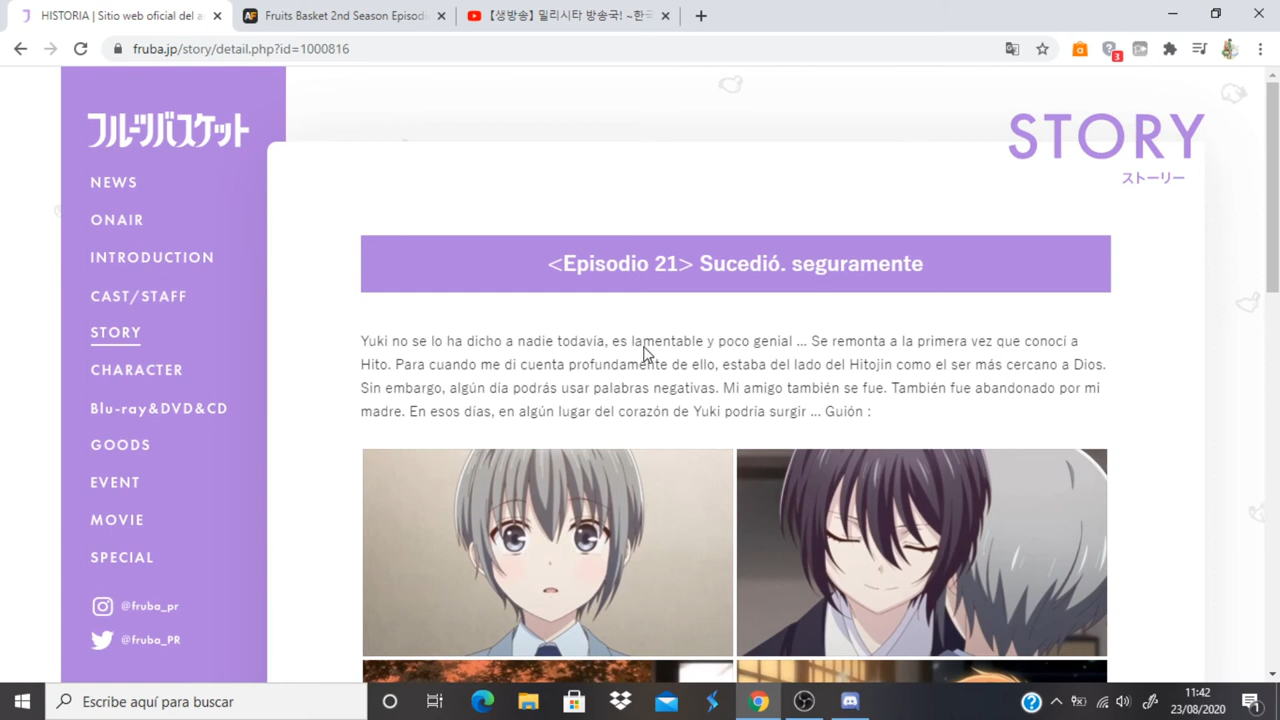 HISTORIA | Sitio web oficial del a
Fruits Basket 2nd Season Episodi
【생방송】밀리시타 방송국! ~한국
fruba.jp/story/detail.php?id=1000816
3
フルーツバスケット
NEWS
ONAIR
INTRODUCTION
CAST/STAFF
STORY
CHARACTER
Blu-ray&DVD&CD
GOODS
EVENT
MOVIE
SPECIAL
@fruba_pr
@fruba_PR
STORY
ストーリー
<Episodio 21> Sucedió. seguramente
Yuki no se lo ha dicho a nadie todavía, es lamentable y poco genial ... Se remonta a la primera vez que conocí a
Hito. Para cuando me di cuenta profundamente de ello, estaba del lado del Hitojin como el ser más cercano a Dios.
Sin embargo, algún día podrás usar palabras negativas. Mi amigo también se fue. También fue abandonado por mi
madre. En esos días, en algún lugar del corazón de Yuki podría surgir ... Guión :
Escribe aquí para buscar
11:42
23/08/2020
1